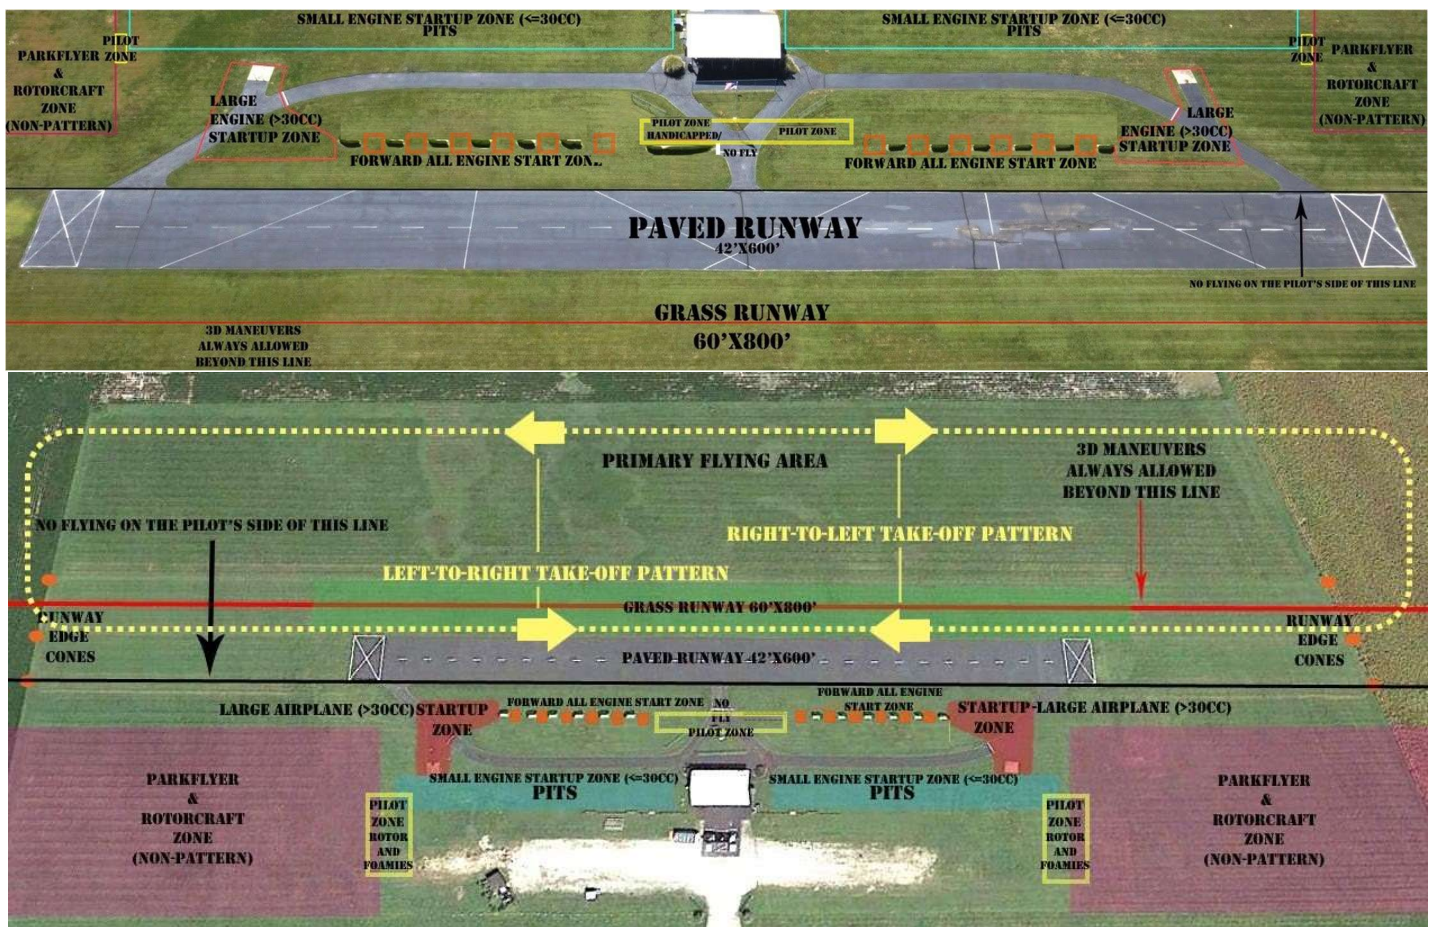 SMALL ENGINE STARTUP ZONE (<=30CC)
PITS
SMALL ENGINE STARTUP ZONE (<=30CC)
PITS
PILOT
ZONE
PARKFLYER
&
ROTORCRAFT
ZONE
(NON-PATTERN)
PILOT
ZONE
PARKFLYER
&
ROTORCRAFT
ZONE
(NON-PATTERN)
LARGE
ENGINE (>30CC)
STARTUP ZONE
PILOT ZONE
HANDICAPPED/
PILOT ZONE
NO FLY
LARGE
ENGINE (>30CC)
STARTUP ZONE
FORWARD ALL ENGINE START ZON...
FORWARD ALL ENGINE START ZONE
PAVED RUNWAY
42'X600'
NO FLYING ON THE PILOT'S SIDE OF THIS LINE
GRASS RUNWAY
60'X800'
3D MANEUVERS
ALWAYS ALLOWED
BEYOND THIS LINE
PRIMARY FLYING AREA
3D MANEUVERS
ALWAYS ALLOWED
BEYOND THIS LINE
NO FLYING ON THE PILOT'S SIDE OF THIS LINE
RIGHT-TO-LEFT TAKE-OFF PATTERN
LEFT-TO-RIGHT TAKE-OFF PATTERN
GRASS RUNWAY 60'X800'
RUNWAY
EDGE
CONES
RUNWAY
EDGE
CONES
PAVED RUNWAY 42'X600'
LARGE AIRPLANE (>30CC) STARTUP
ZONE
FORWARD ALL ENGINE START ZONE
NO
FLY
PILOT ZONE
FORWARD ALL ENGINE
START ZONE
STARTUP-LARGE AIRPLANE (>30CC)
ZONE
SMALL ENGINE STARTUP ZONE (<=30CC)
PITS
SMALL ENGINE STARTUP ZONE (<=30CC)
PITS
PARKFLYER
&
ROTORCRAFT
ZONE
(NON-PATTERN)
PILOT
ZONE
ROTOR
AND
FOAMIES
PILOT
ZONE
ROTOR
AND
FOAMIES
PARKFLYER
&
ROTORCRAFT
ZONE
(NON-PATTERN)